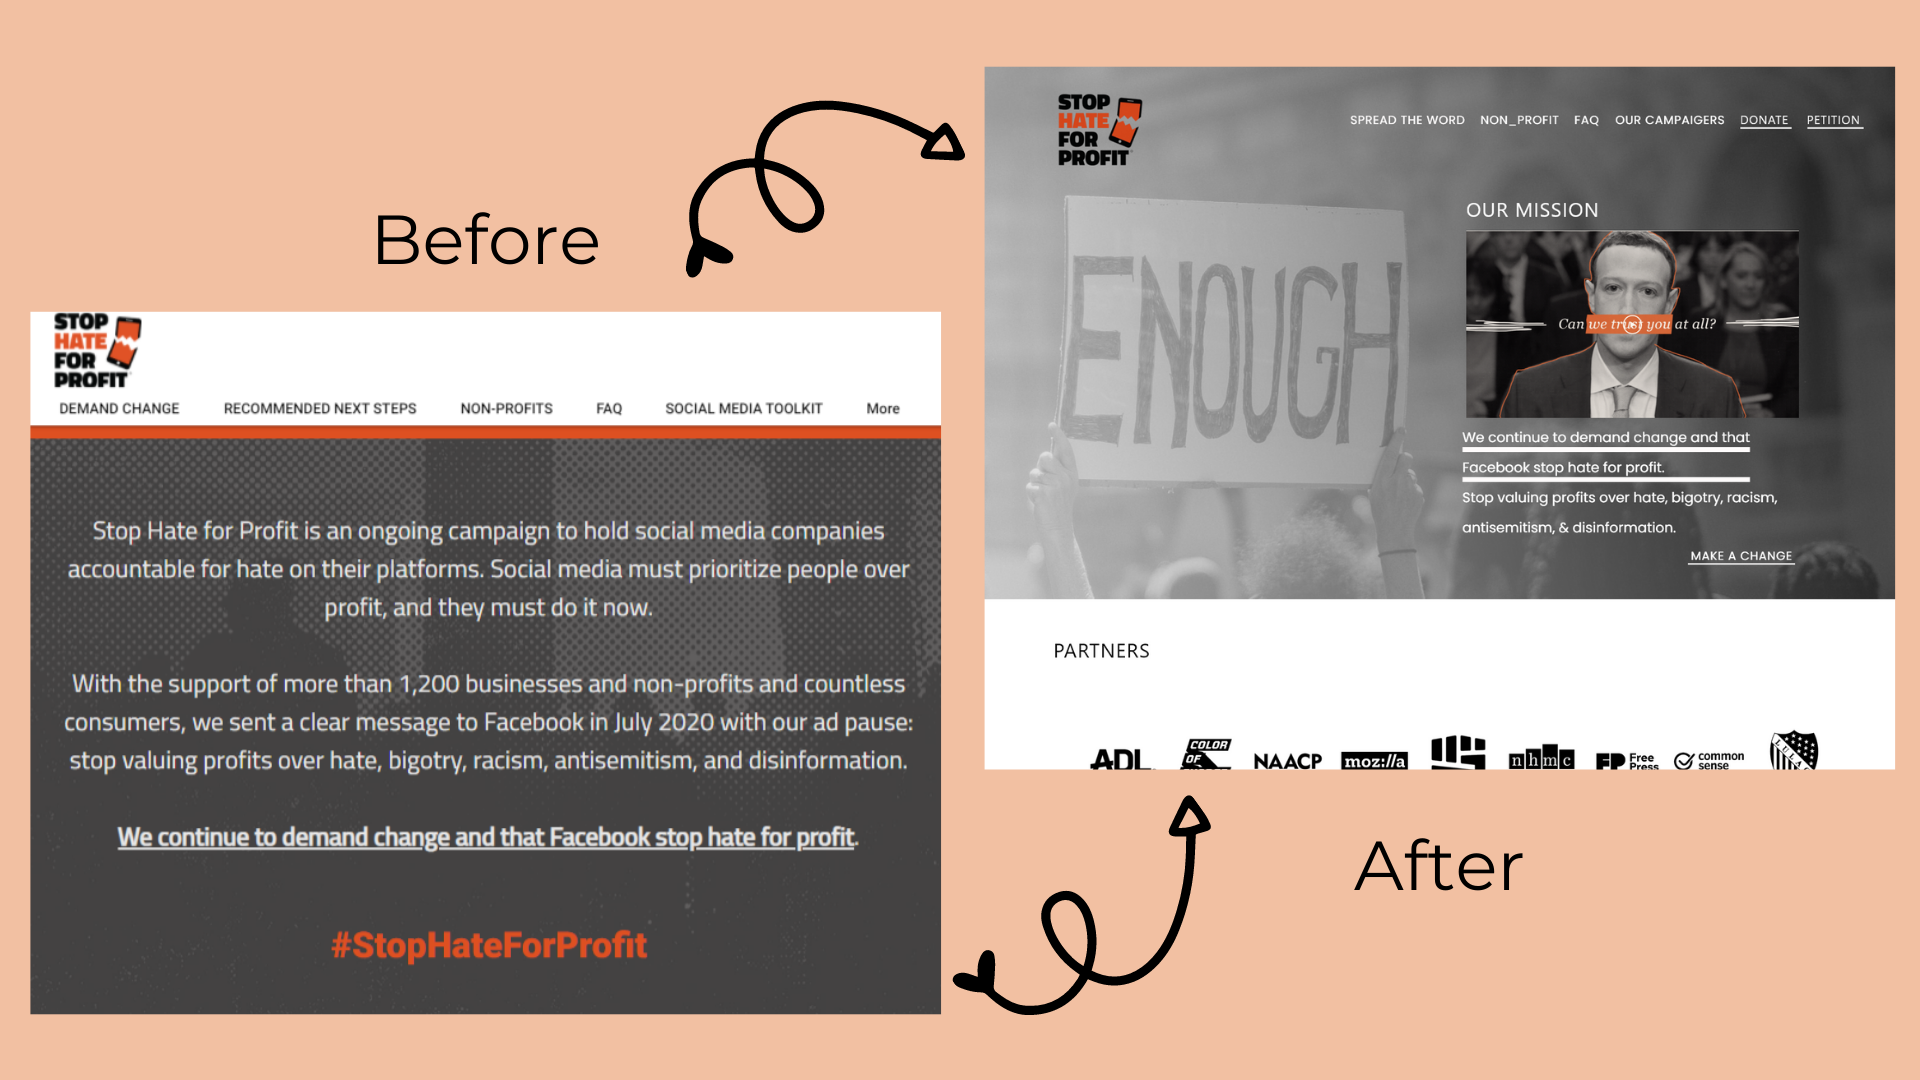 Before
STOP
HATE
FOR
PROFIT
DEMAND CHANGE RECOMMENDED NEXT STEPS NON-PROFITS FAQ SOCIAL MEDIA TOOLKIT More
Stop Hate for Profit is an ongoing campaign to hold social media companies
accountable for hate on their platforms. Social media must prioritize people over
profit, and they must do it now.
With the support of more than 1,200 businesses and non-profits and countless
consumers, we sent a clear message to Facebook in July 2020 with our ad pause:
stop valuing profits over hate, bigotry, racism, antisemitism, and disinformation.
We continue to demand change and that Facebook stop hate for profit.
#StopHateForProfit
STOP
HATE
FOR
PROFIT
SPREAD THE WORD NON_PROFIT FAQ OUR CAMPAIGERS DONATE PETITION
ENOUGH
OUR MISSION
Can we trust you at all?
We continue to demand change and that
Facebook stop hate for profit.
Stop valuing profits over hate, bigotry, racism,
antisemitism, & disinformation.
MAKE A CHANGE
PARTNERS
ADL COLOR
OF
NAACP moz://a nhmc FP Free
Press
common
sense
LULAC
After